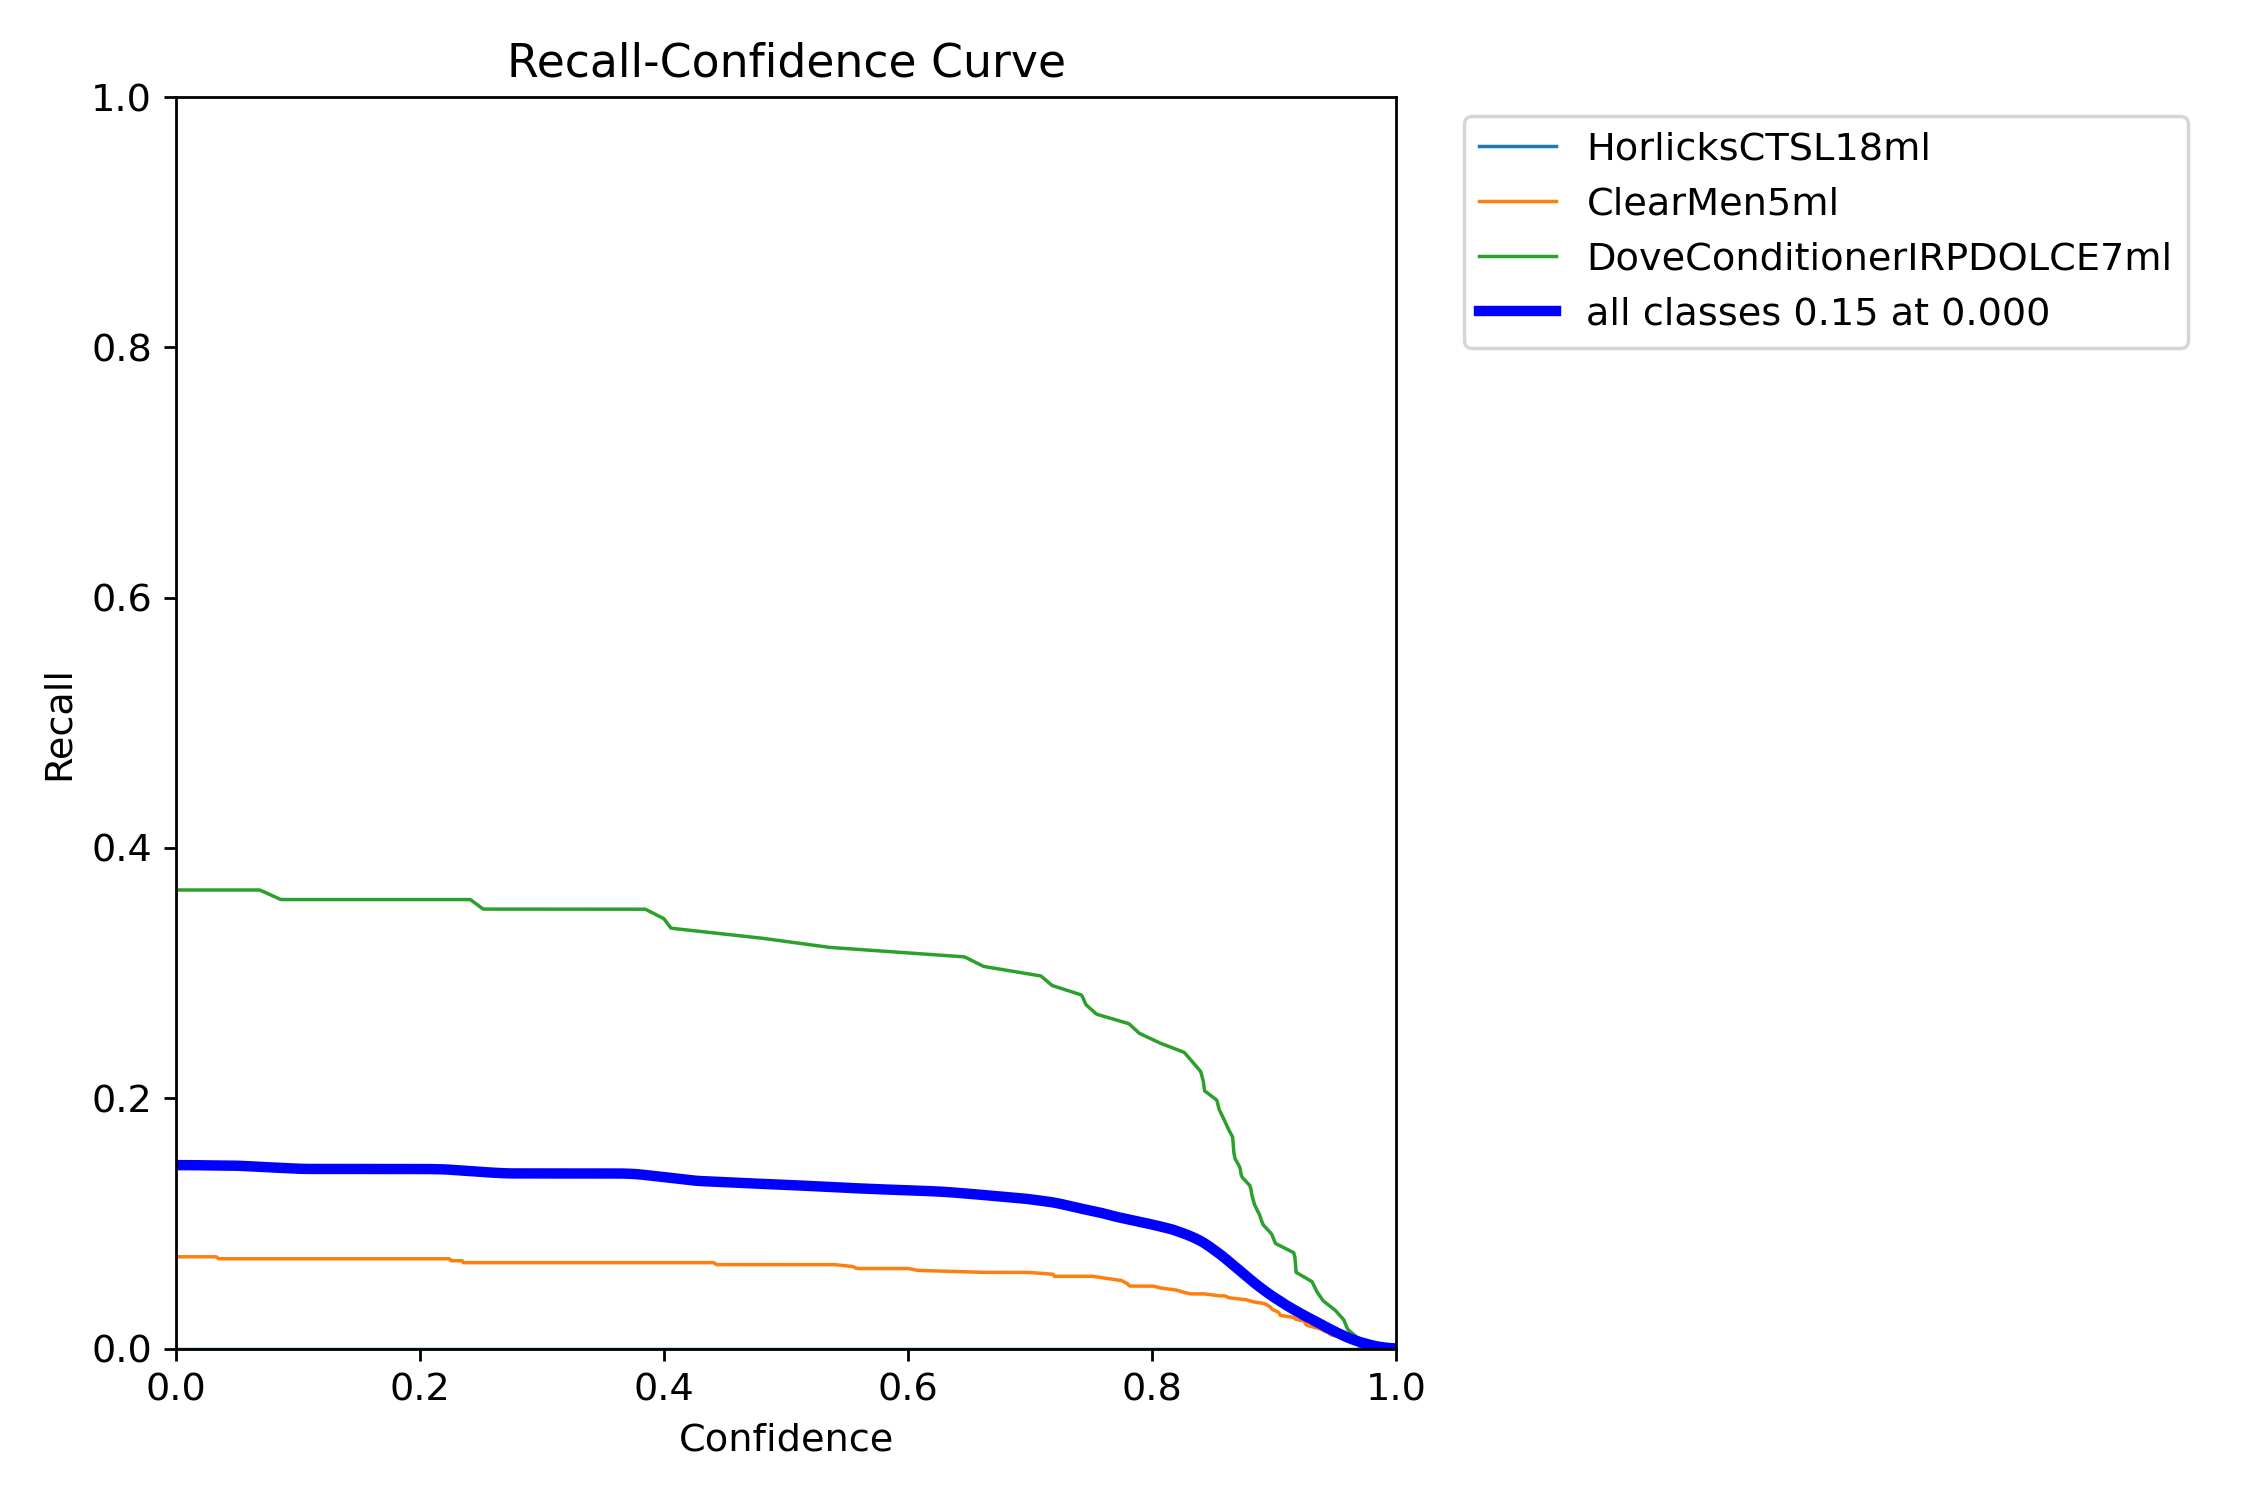 Recall-Confidence Curve
1.0
0.8
0.6
0.4
0.2
0.0
Recall
0.0 0.2 0.4 0.6 0.8 1.0
Confidence
HorlicksCTSL18ml
ClearMen5ml
DoveConditionerIRPDOLCE7ml
all classes 0.15 at 0.000